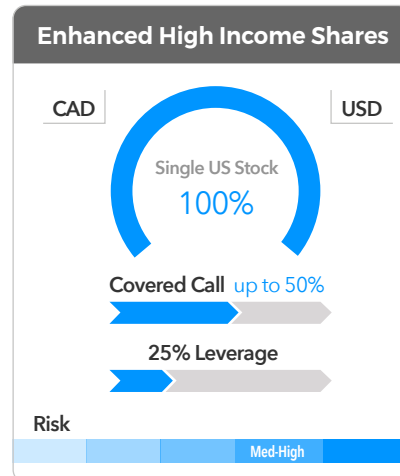 Enhanced High Income Shares
CAD
USD
Single US Stock
100%
Covered Call up to 50%
25% Leverage
Risk
Med-High